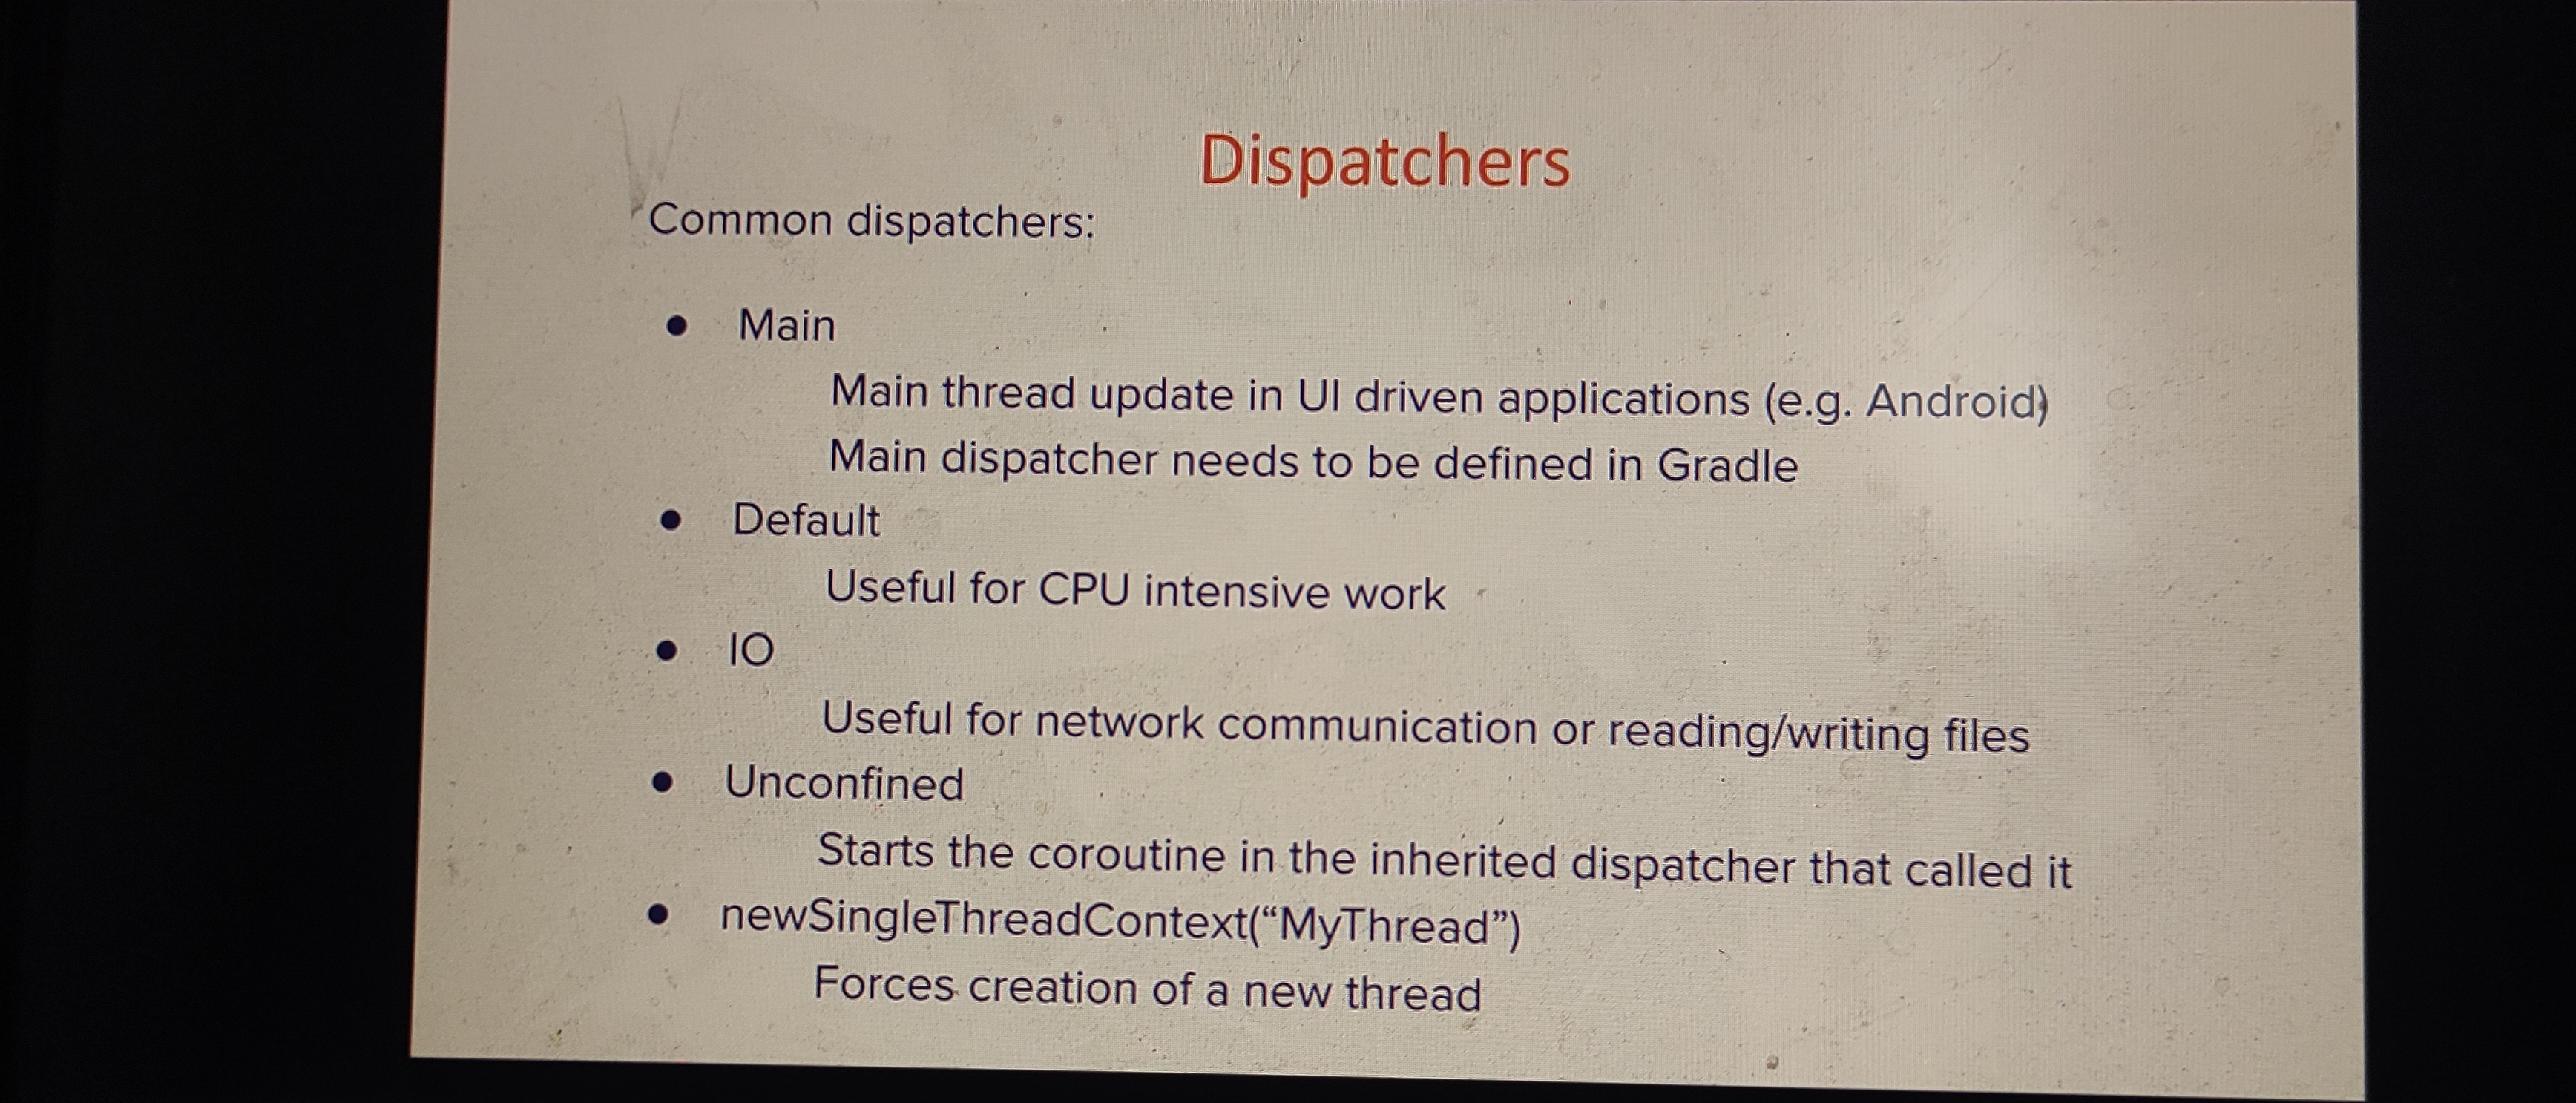 Dispatchers
Common dispatchers:
● Main
Main thread update in UI driven applications (e.g. Android)
Main dispatcher needs to be defined in Gradle
● Default
Useful for CPU intensive work
● IO
Useful for network communication or reading/writing files
● Unconfined
Starts the coroutine in the inherited dispatcher that called it
● newSingleThreadContext(“MyThread”)
Forces creation of a new thread